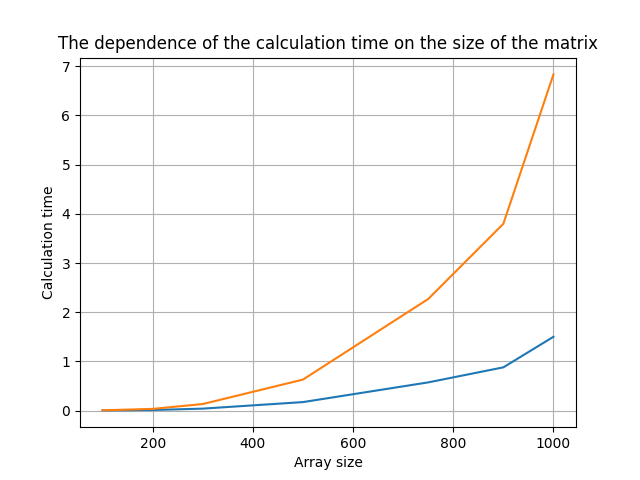 The dependence of the calculation time on the size of the matrix
7
6
5
4
3
2
1
0
Calculation time
200 400 600 800 1000
Array size